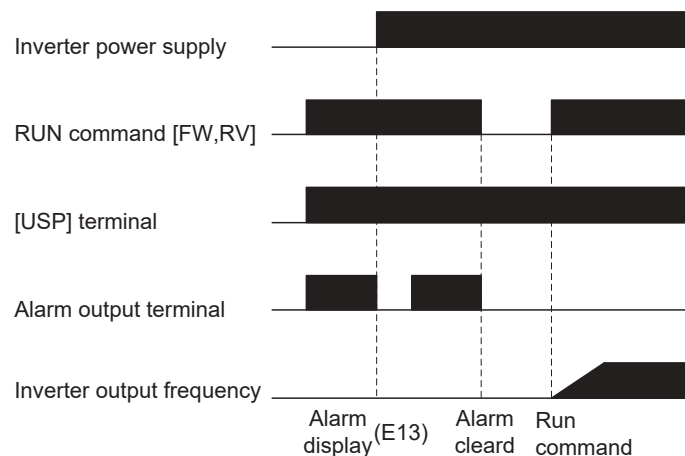 Inverter power supply
RUN command [FW,RV]
[USP] terminal
Alarm output terminal
Inverter output frequency
Alarm display (E13)
Alarm cleard
Run command